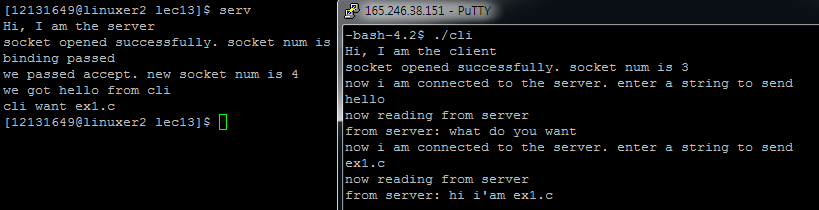 [12131649@linuxer2 lec13]$ serv
Hi, I am the server
socket opened successfully. socket num is
binding passed
we passed accept. new socket num is 4
we got hello from cli
cli want ex1.c
[12131649@linuxer2 lec13]$
165.246.38.151 - PuTTY
-bash-4.2$ ./cli
Hi, I am the client
socket opened successfully. socket num is 3
now i am connected to the server. enter a string to send
hello
now reading from server
from server: what do you want
now i am connected to the server. enter a string to send
ex1.c
now reading from server
from server: hi i'am ex1.c